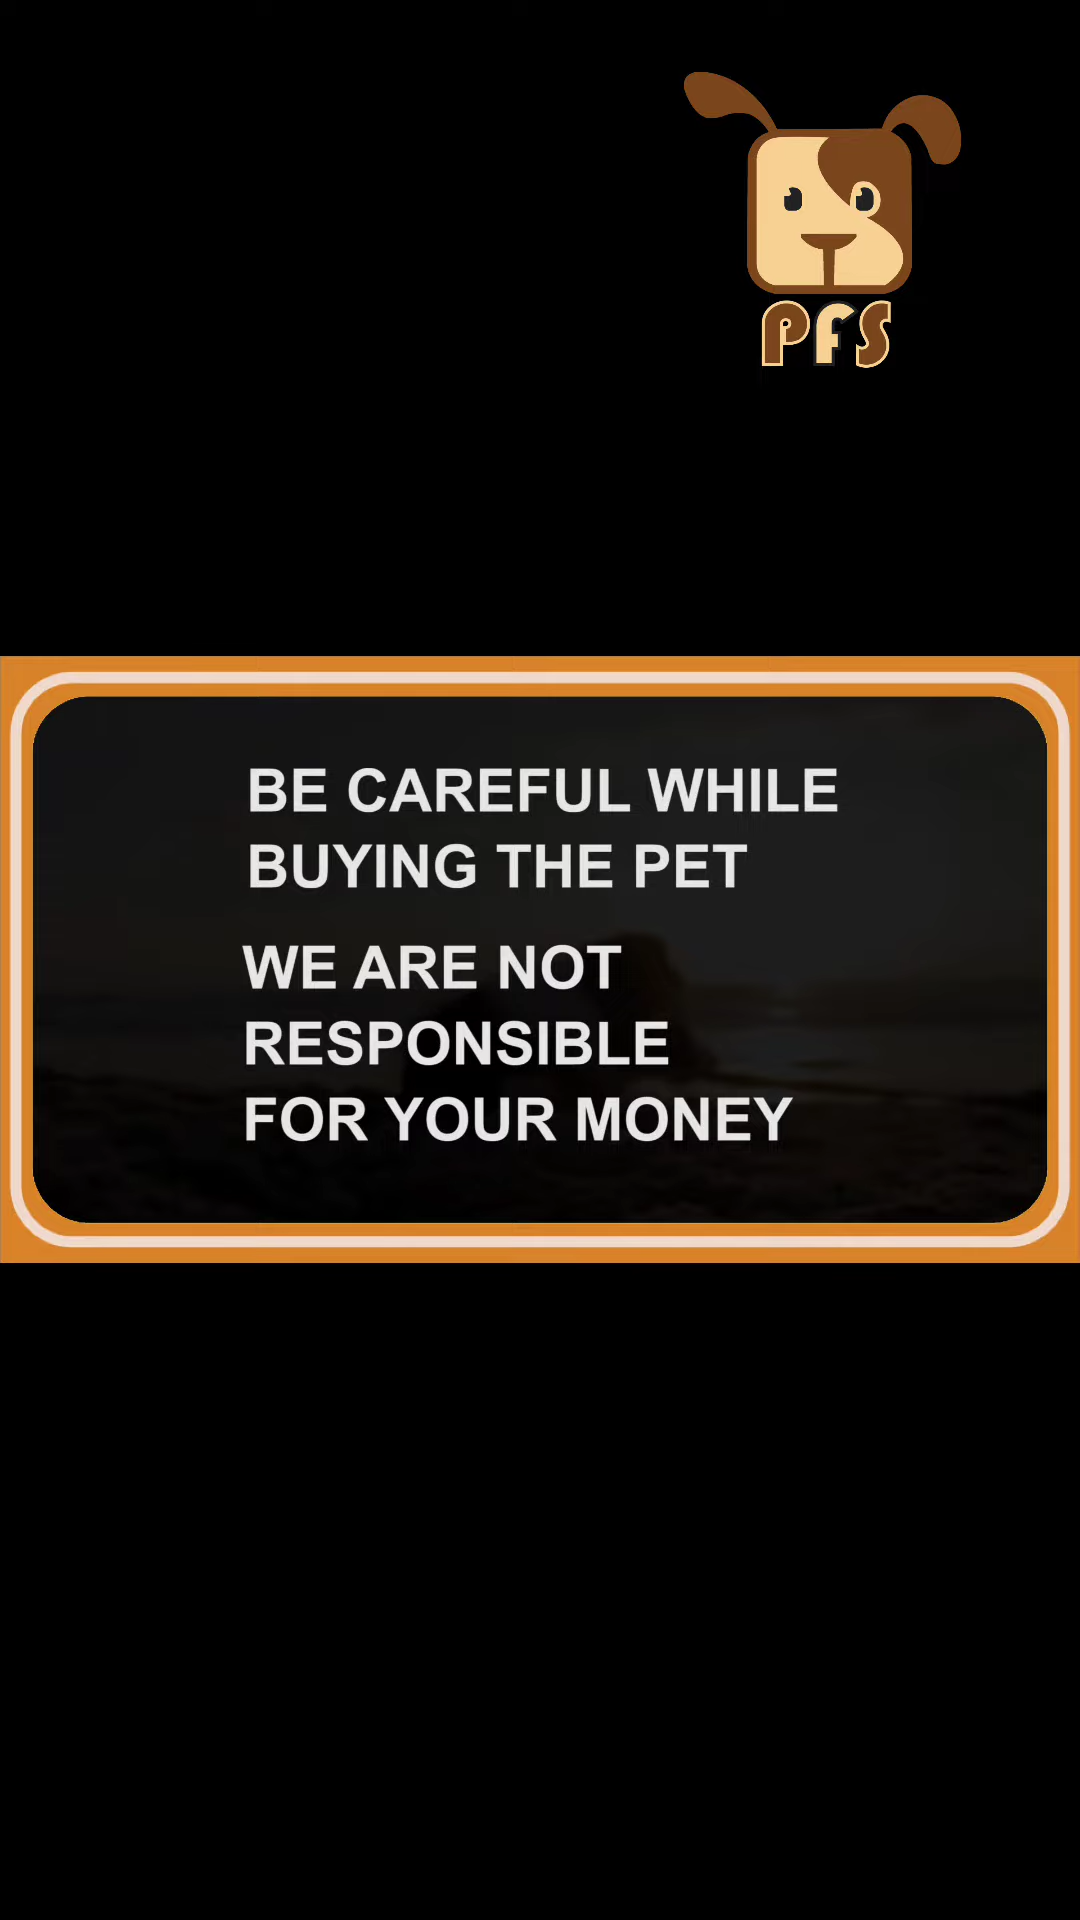 PFS
BE CAREFUL WHILE
BUYING THE PET
WE ARE NOT
RESPONSIBLE
FOR YOUR MONEY